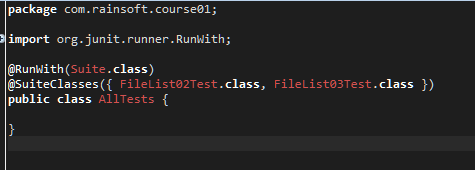 package com.rainsoft.course01;
import org.junit.runner.RunWith;
@RunWith(Suite.class)
@SuiteClasses({ FileList02Test.class, FileList03Test.class })
public class AllTests {
}